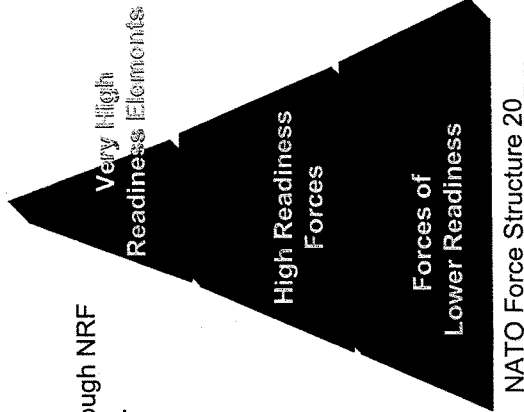 ough NRF
Very High
Readiness Elements
High Readiness
Forces
Forces of
Lower Readiness
NATO Force Structure 20